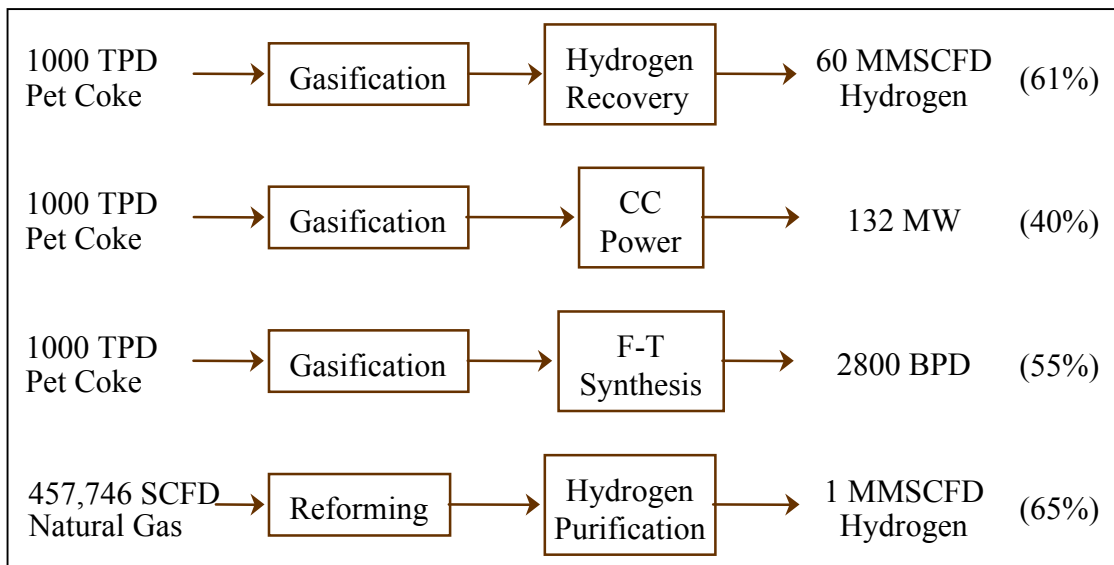 1000 TPD
Pet Coke
Gasification
Hydrogen
Recovery
60 MMSCFD
Hydrogen
(61%)
1000 TPD
Pet Coke
Gasification
CC
Power
132 MW
(40%)
1000 TPD
Pet Coke
Gasification
F-T
Synthesis
2800 BPD
(55%)
457,746 SCFD
Natural Gas
Reforming
Hydrogen
Purification
1 MMSCFD
Hydrogen
(65%)